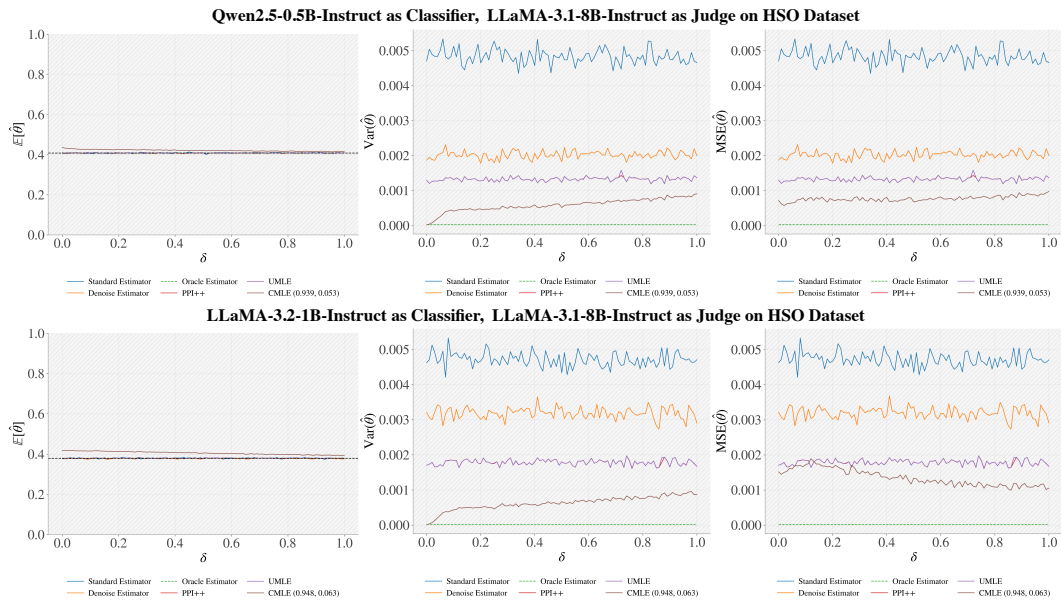 Qwen2.5-0.5B-Instruct as Classifier, LLaMA-3.1-8B-Instruct as Judge on HSO Dataset
𝔼[θ̂]
1.0
0.8
0.6
0.4
0.2
0.0
0.0 0.2 0.4 0.6 0.8 1.0
δ
Var(θ̂)
0.005
0.004
0.003
0.002
0.001
0.000
0.0 0.2 0.4 0.6 0.8 1.0
δ
MSE(θ̂)
0.005
0.004
0.003
0.002
0.001
0.000
0.0 0.2 0.4 0.6 0.8 1.0
δ
Standard Estimator Oracle Estimator UMLE
Denoise Estimator PPI++ CMLE (0.939, 0.053)
Standard Estimator Oracle Estimator UMLE
Denoise Estimator PPI++ CMLE (0.939, 0.053)
Standard Estimator Oracle Estimator UMLE
Denoise Estimator PPI++ CMLE (0.939, 0.053)
LLaMA-3.2-1B-Instruct as Classifier, LLaMA-3.1-8B-Instruct as Judge on HSO Dataset
𝔼[θ̂]
1.0
0.8
0.6
0.4
0.2
0.0
0.0 0.2 0.4 0.6 0.8 1.0
δ
Var(θ̂)
0.005
0.004
0.003
0.002
0.001
0.000
0.0 0.2 0.4 0.6 0.8 1.0
δ
MSE(θ̂)
0.005
0.004
0.003
0.002
0.001
0.000
0.0 0.2 0.4 0.6 0.8 1.0
δ
Standard Estimator Oracle Estimator UMLE
Denoise Estimator PPI++ CMLE (0.948, 0.063)
Standard Estimator Oracle Estimator UMLE
Denoise Estimator PPI++ CMLE (0.948, 0.063)
Standard Estimator Oracle Estimator UMLE
Denoise Estimator PPI++ CMLE (0.948, 0.063)